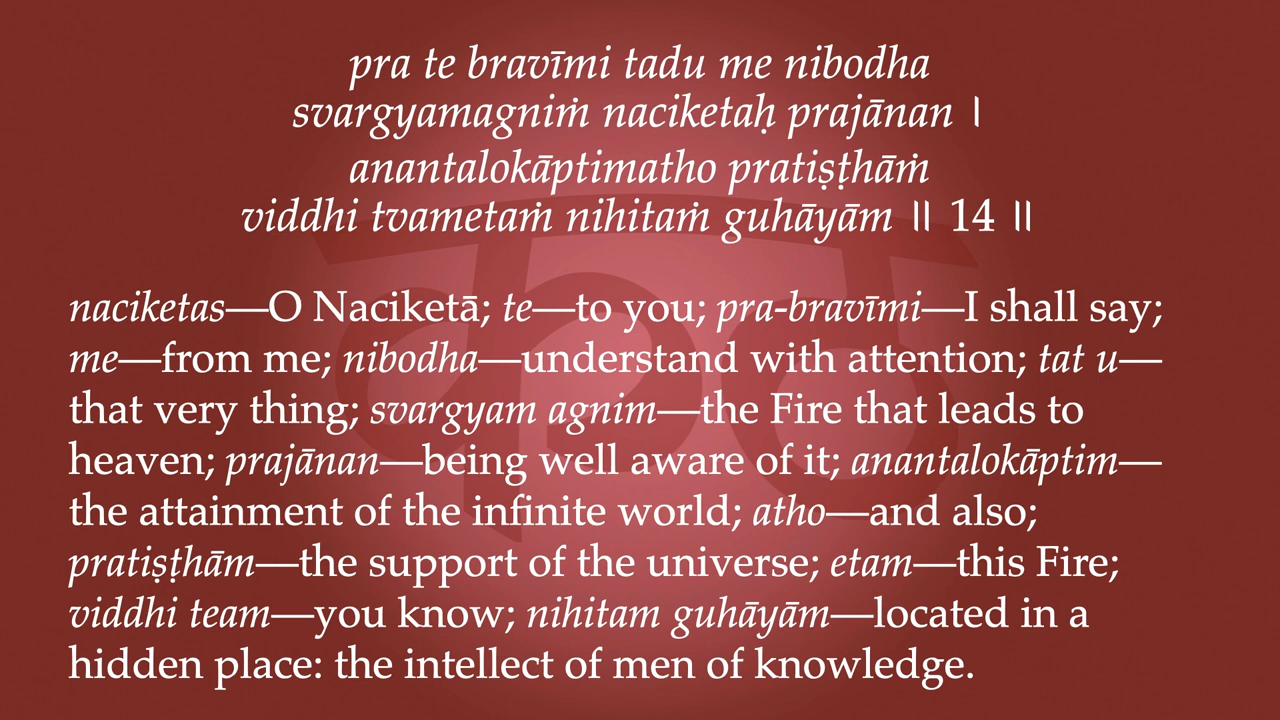 pra te bravīmi tadu me nibodha
svargyamagniṁ naciketaḥ prajānan ।
anantalokāptimatho pratiṣṭhāṁ
viddhi tvametaṁ nihitaṁ guhāyām ॥ 14 ॥
naciketas—O Naciketā; te—to you; pra-bravīmi—I shall say;
me—from me; nibodha—understand with attention; tat u—
that very thing; svargyam agnim—the Fire that leads to
heaven; prajānan—being well aware of it; anantalokāptim—
the attainment of the infinite world; atho—and also;
pratiṣṭhām—the support of the universe; etam—this Fire;
viddhi team—you know; nihitam guhāyām—located in a
hidden place: the intellect of men of knowledge.
कठ